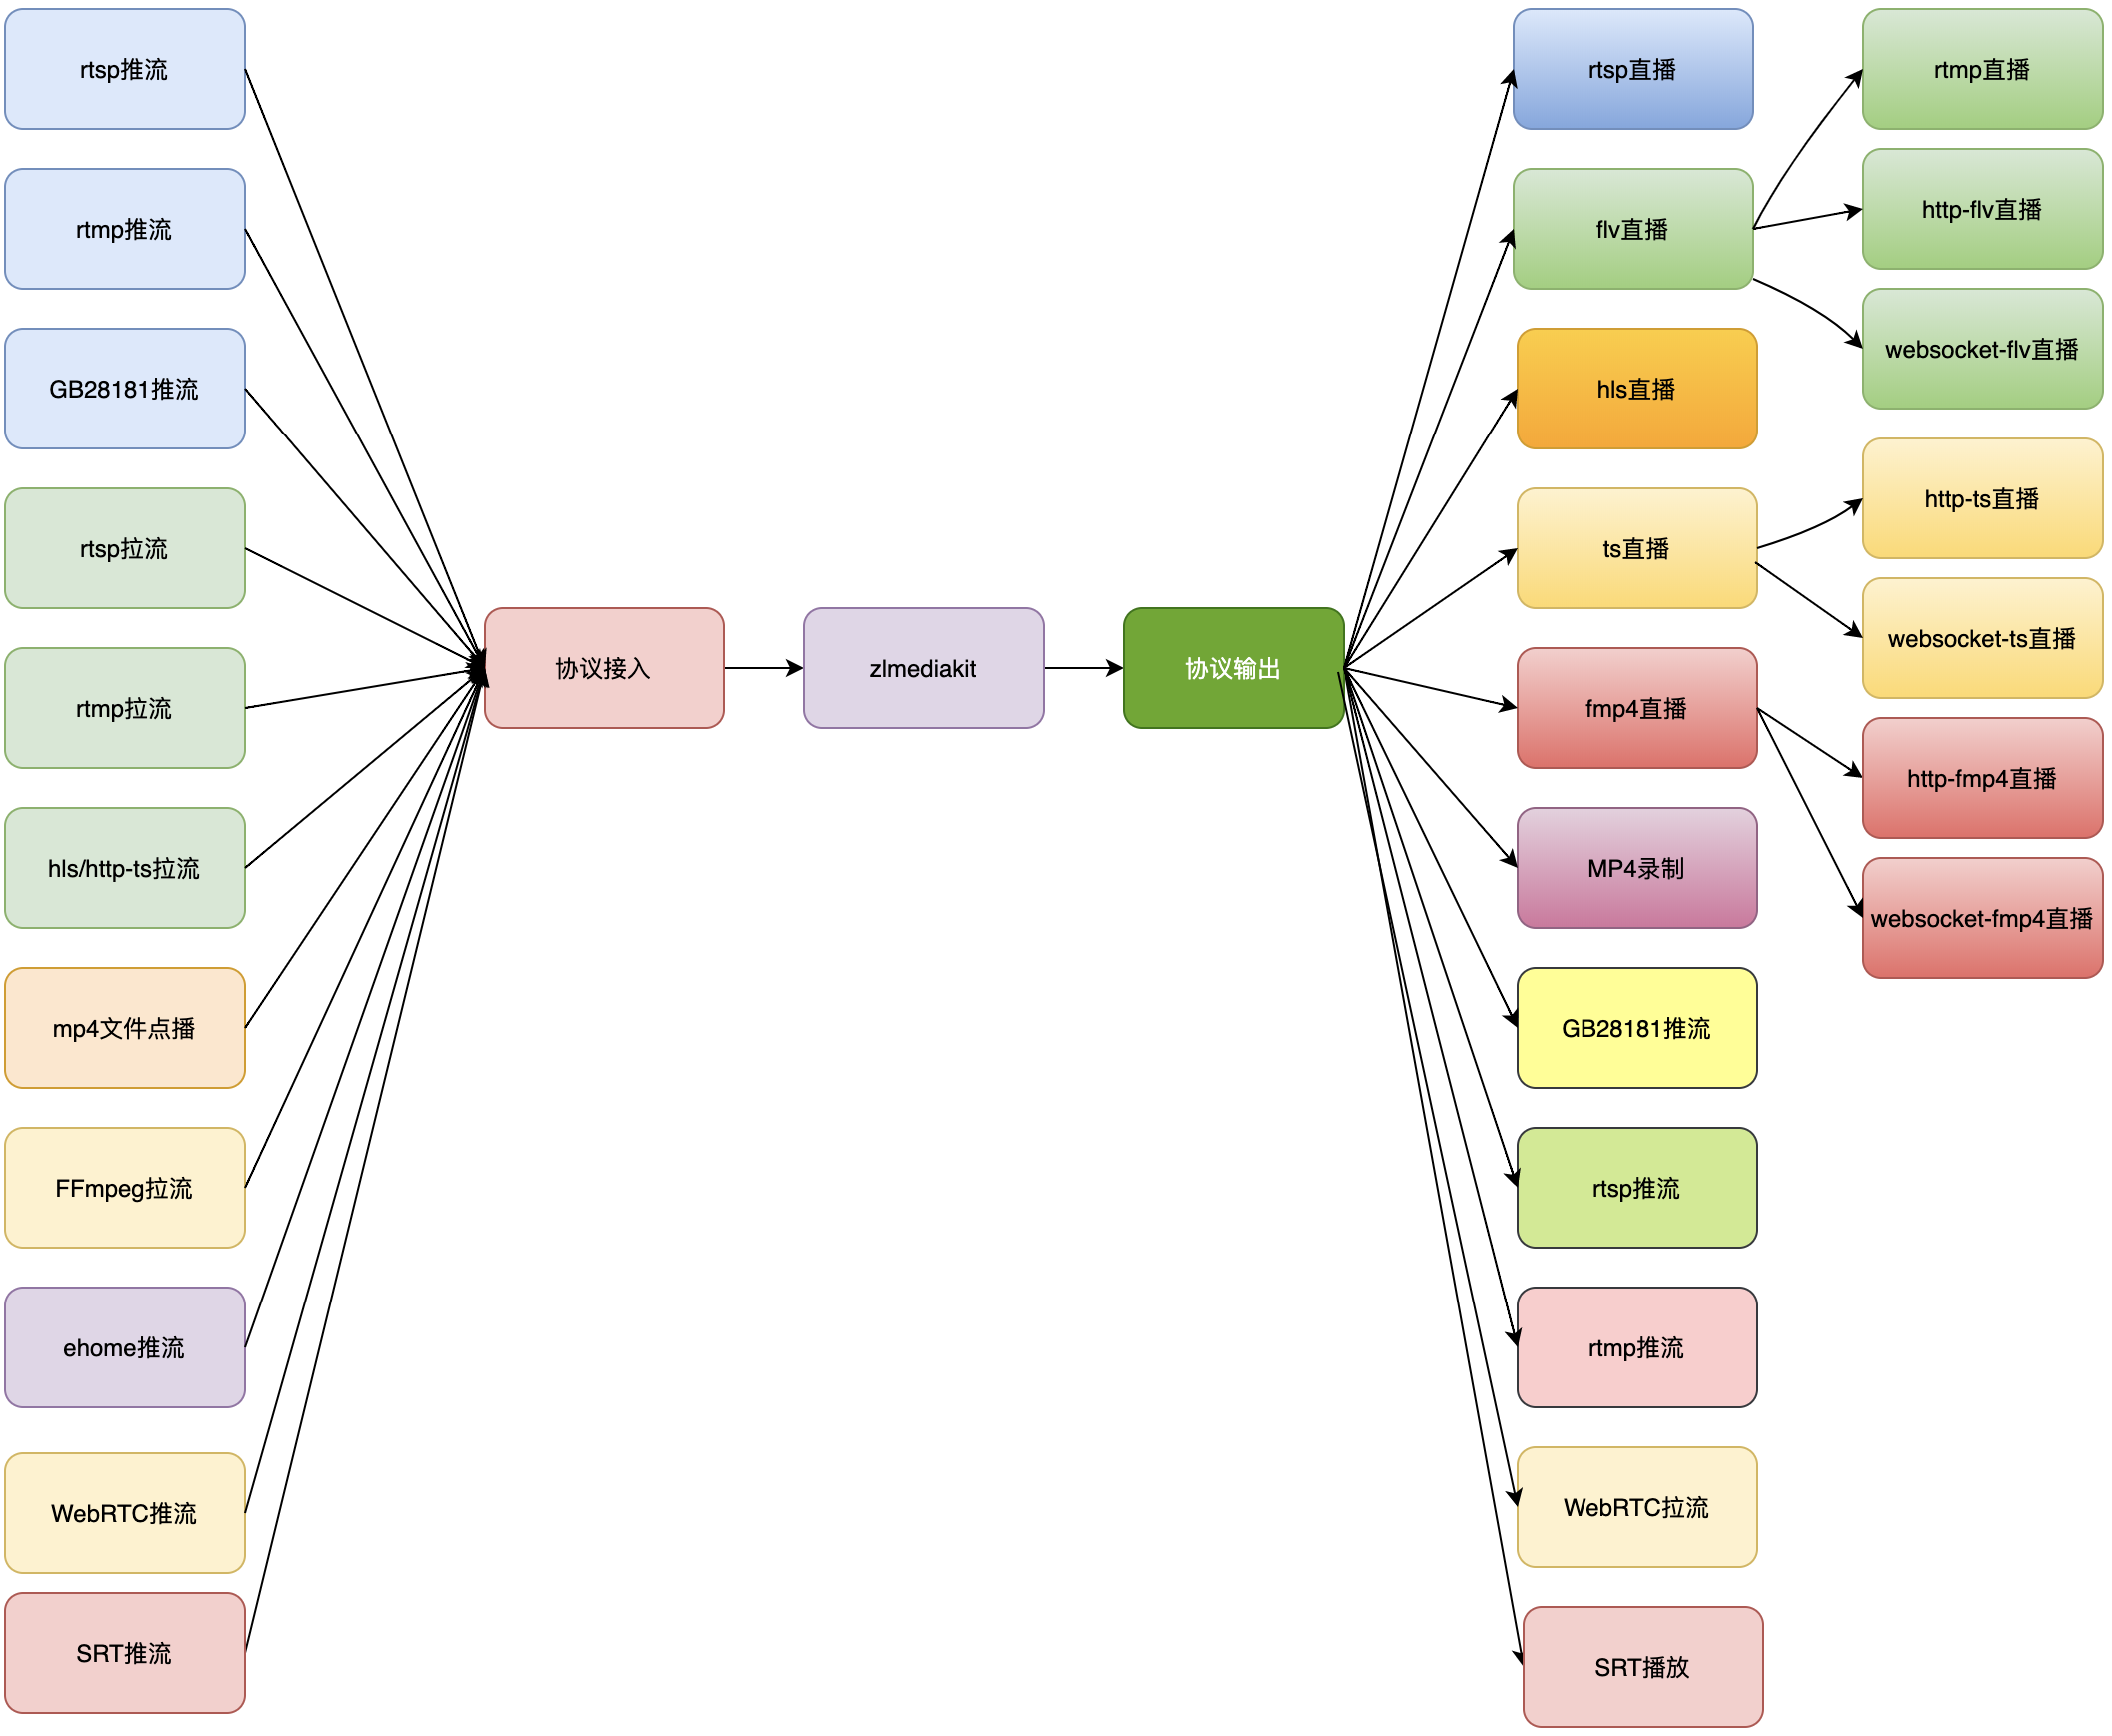 rtsp推流
rtmp推流
GB28181推流
rtsp拉流
rtmp拉流
hls/http-ts拉流
mp4文件点播
FFmpeg拉流
ehome推流
WebRTC推流
SRT推流
协议接入
zlmediakit
协议输出
rtsp直播
flv直播
hls直播
ts直播
fmp4直播
MP4录制
GB28181推流
rtsp推流
rtmp推流
WebRTC拉流
SRT播放
rtmp直播
http-flv直播
websocket-flv直播
http-ts直播
websocket-ts直播
http-fmp4直播
websocket-fmp4直播